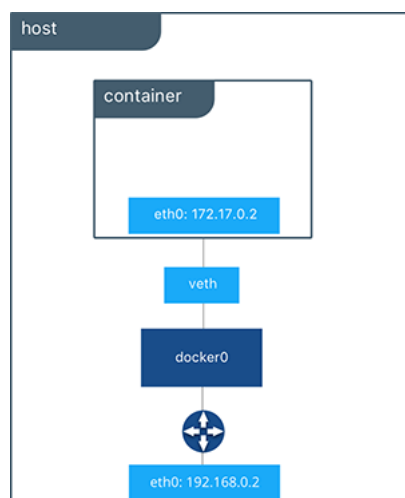 host
container
eth0: 172.17.0.2
veth
docker0
eth0: 192.168.0.2